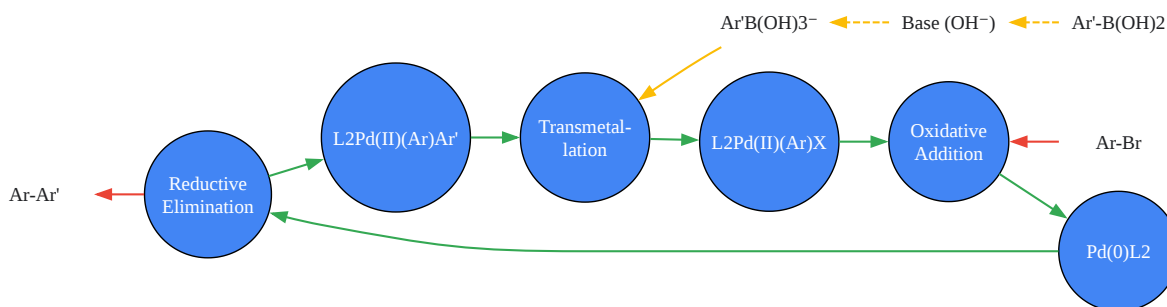 Ar'B(OH)3⁻
Base (OH⁻)
Ar'-B(OH)2
L2Pd(II)(Ar)Ar'
Transmetal-
lation
L2Pd(II)(Ar)X
Oxidative
Addition
Ar-Br
Ar-Ar'
Reductive
Elimination
Pd(0)L2